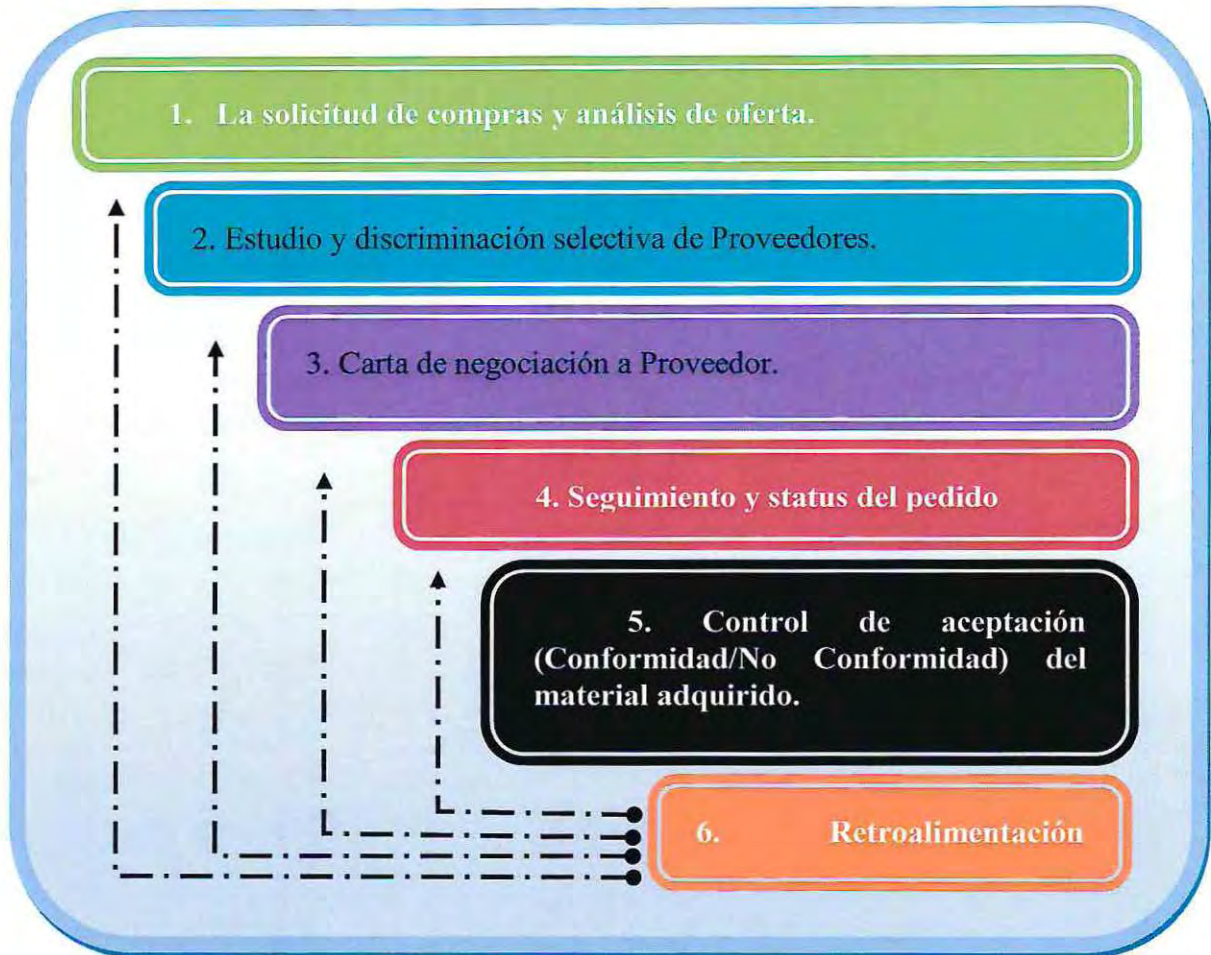 1. La solicitud de compras y análisis de oferta.
2. Estudio y discriminación selectiva de Proveedores.
3. Carta de negociación a Proveedor.
4. Seguimiento y status del pedido
5. Control de aceptación
(Conformidad/No Conformidad) del
material adquirido.
6. Retroalimentación